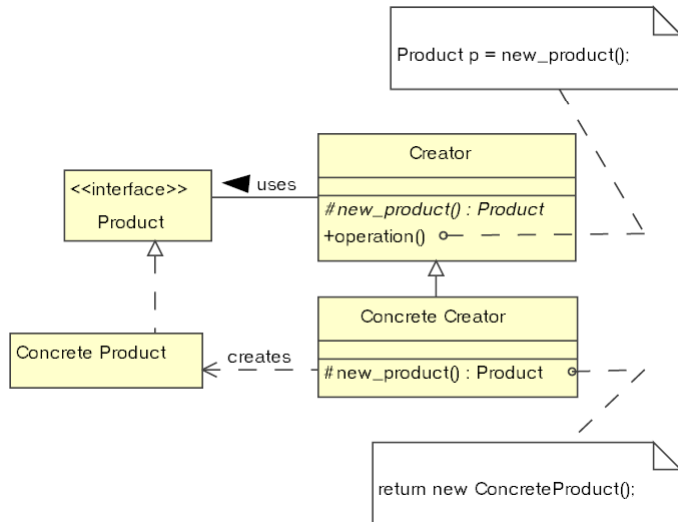 Product p = new_product();
Creator
<<interface>>
Product
uses
#new_product() : Product
+operation()
Concrete Creator
Concrete Product
creates
#new_product() : Product
return new ConcreteProduct();